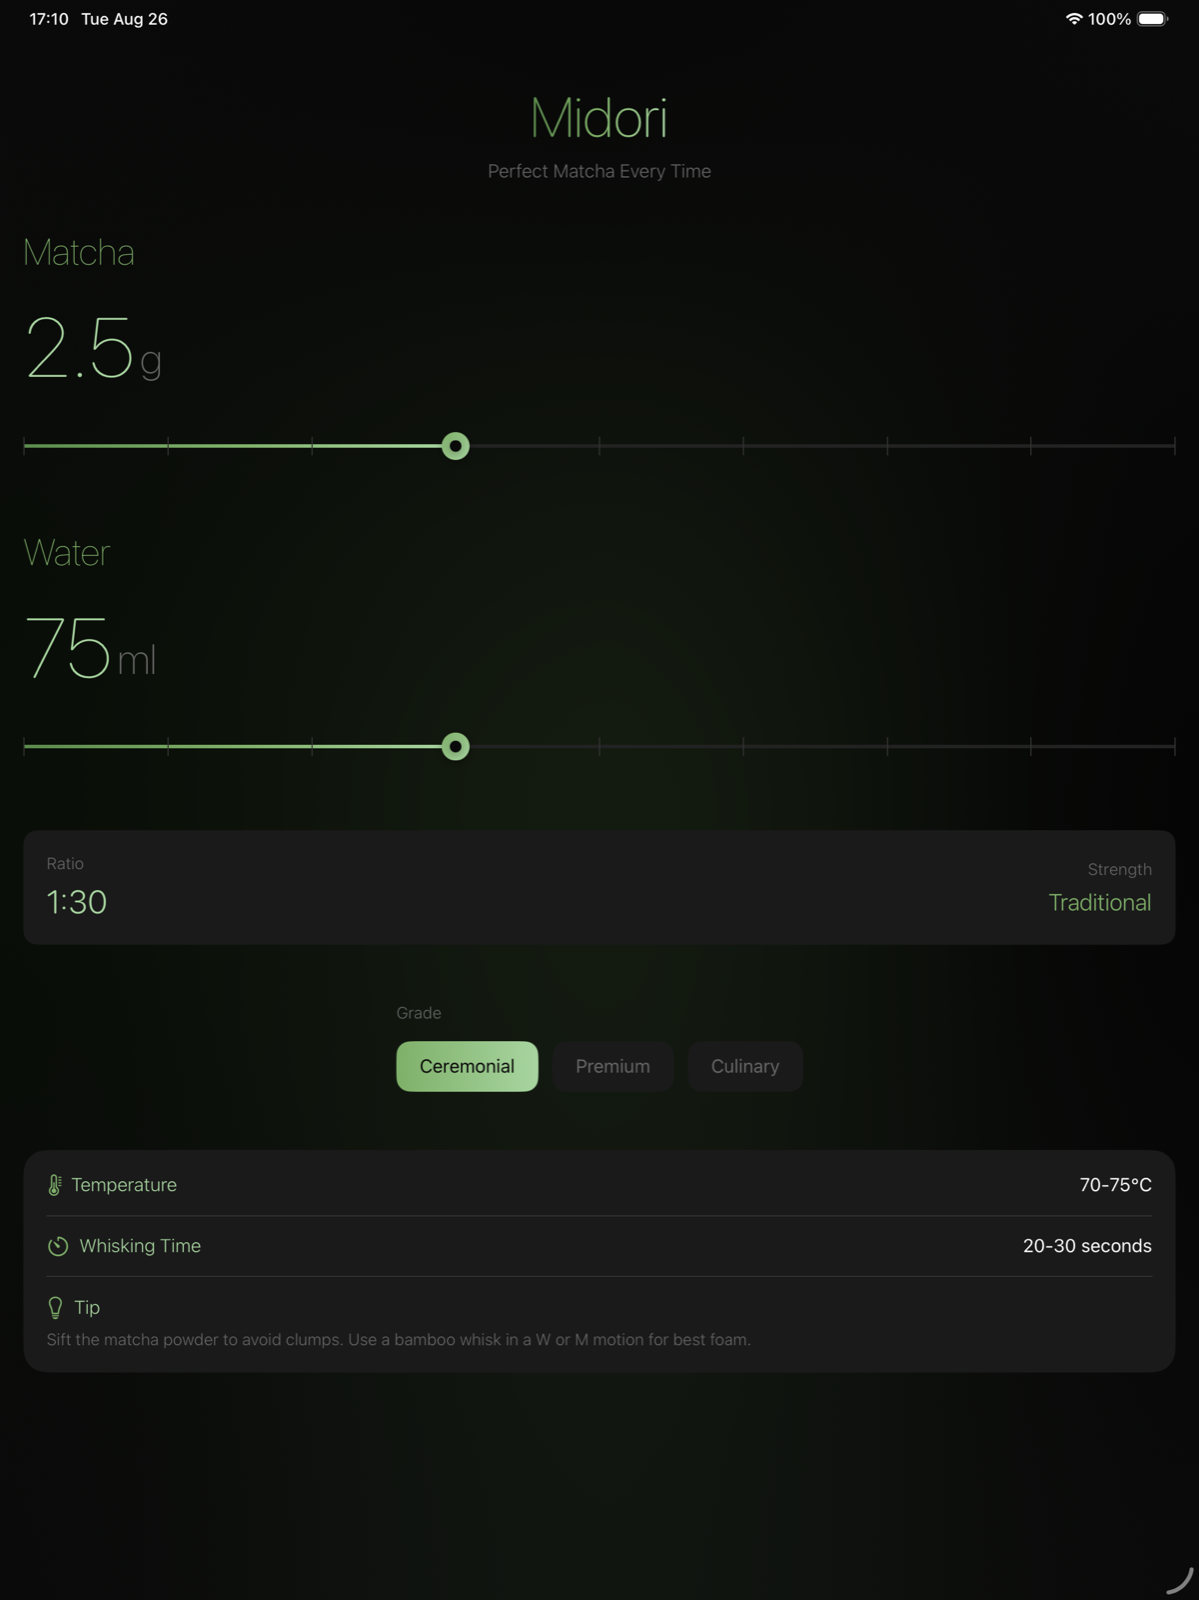 17:10 Tue Aug 26
100%
Midori
Perfect Matcha Every Time
Matcha
2.5 g
Water
75 ml
Ratio
Strength
1:30
Traditional
Grade
Ceremonial Premium Culinary
Temperature 70-75°C
Whisking Time 20-30 seconds
Tip
Sift the matcha powder to avoid clumps. Use a bamboo whisk in a W or M motion for best foam.